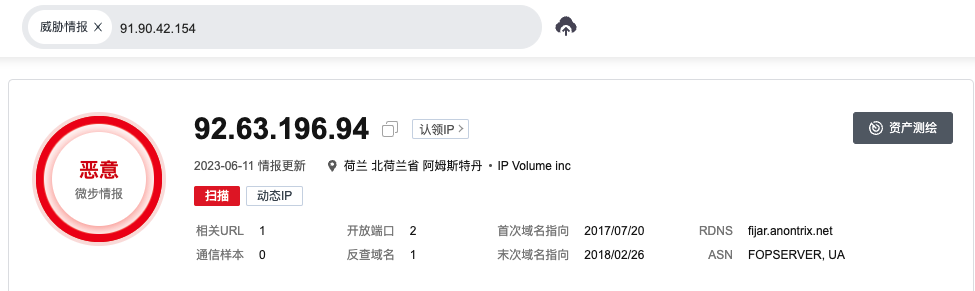 威胁情报 X 91.90.42.154
92.63.196.94 认领IP >
资产测绘
恶意
微步情报
2023-06-11 情报更新 荷兰 北荷兰省 阿姆斯特丹 • IP Volume inc
扫描 动态IP
相关URL 1 开放端口 2 首次域名指向 2017/07/20 RDNS fijar.anontrix.net
通信样本 0 反查域名 1 末次域名指向 2018/02/26 ASN FOPSERVER, UA